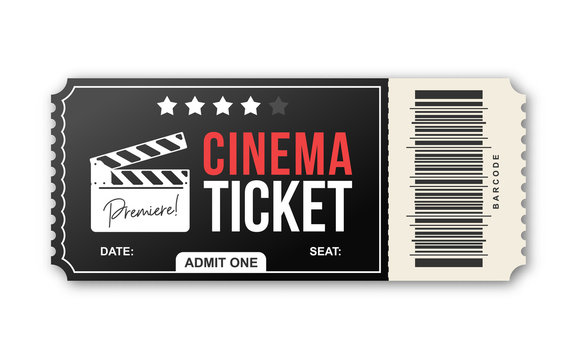 CINEMA
TICKET
Premiere!
DATE:
SEAT:
ADMIT ONE
BARCODE